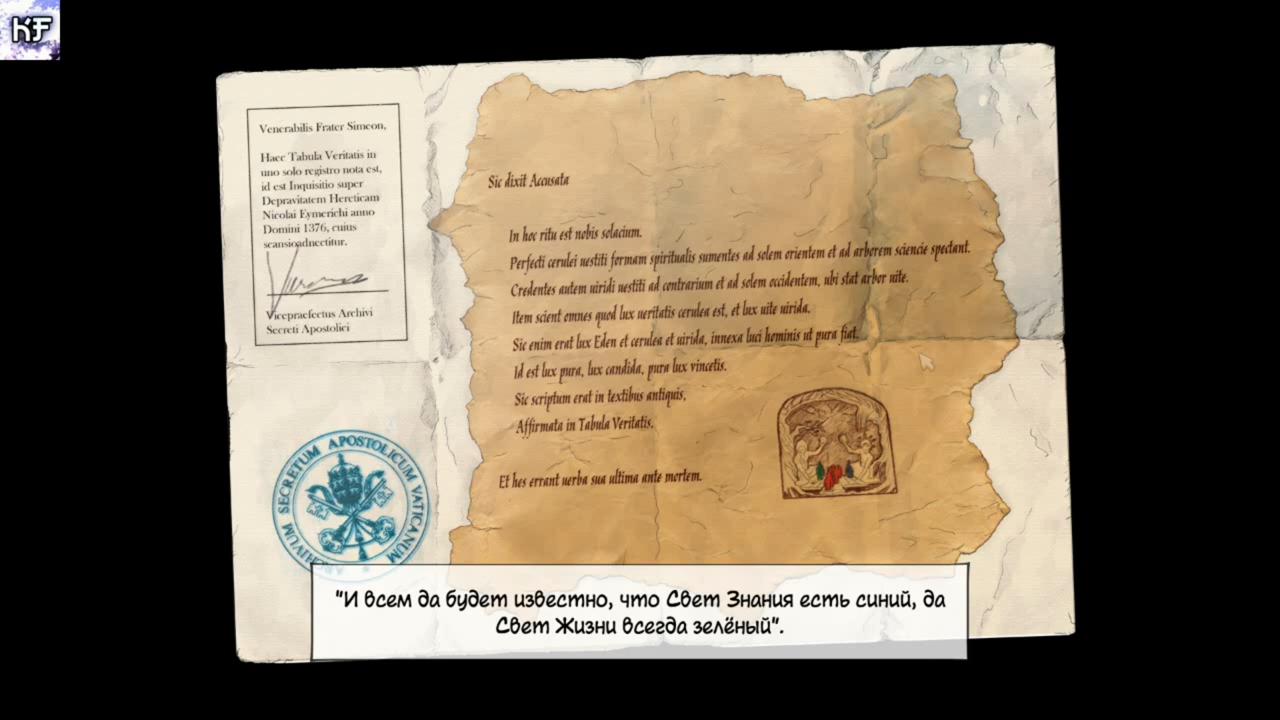 KF
Venerabilis Frater Simeon,
Haec Tabula Veritatis in
uno solo registro nota est,
id est Inquisitio super
Depravitatem Hereticam
Nicolai Eymerichi anno
Domini 1376, cuius
scansioadnectitur.
Vicepraefectus Archivi
Secreti Apostolici
ARCHIVUM SECRETUM APOSTOLICUM VATICANUM
Sic dixit Accusata
In hoc ritu est nobis solacium.
Perfecti cerulei uestiti formam spiritualis sumentes ad solem orientem et ad arborem sciencie spectant.
Credentes autem uiridi uestiti ad contrarium et ad solem occidentem, ubi stat arbor uite.
Item scient omnes quod lux ueritatis cerulea est, et lux uite uirida.
Sic enim erat lux Eden et cerulea et uirida, innexa luci hominis ut pura fiat.
Id est lux pura, lux candida, pura lux vincetis.
Sic scriptum erat in textibus antiquis,
Affirmata in Tabula Veritatis.
Et hes errant uerba sua ultima ante mortem.
"И всем да будет известно, что Свет Знания есть синий, да
Свет Жизни всегда зелёный".